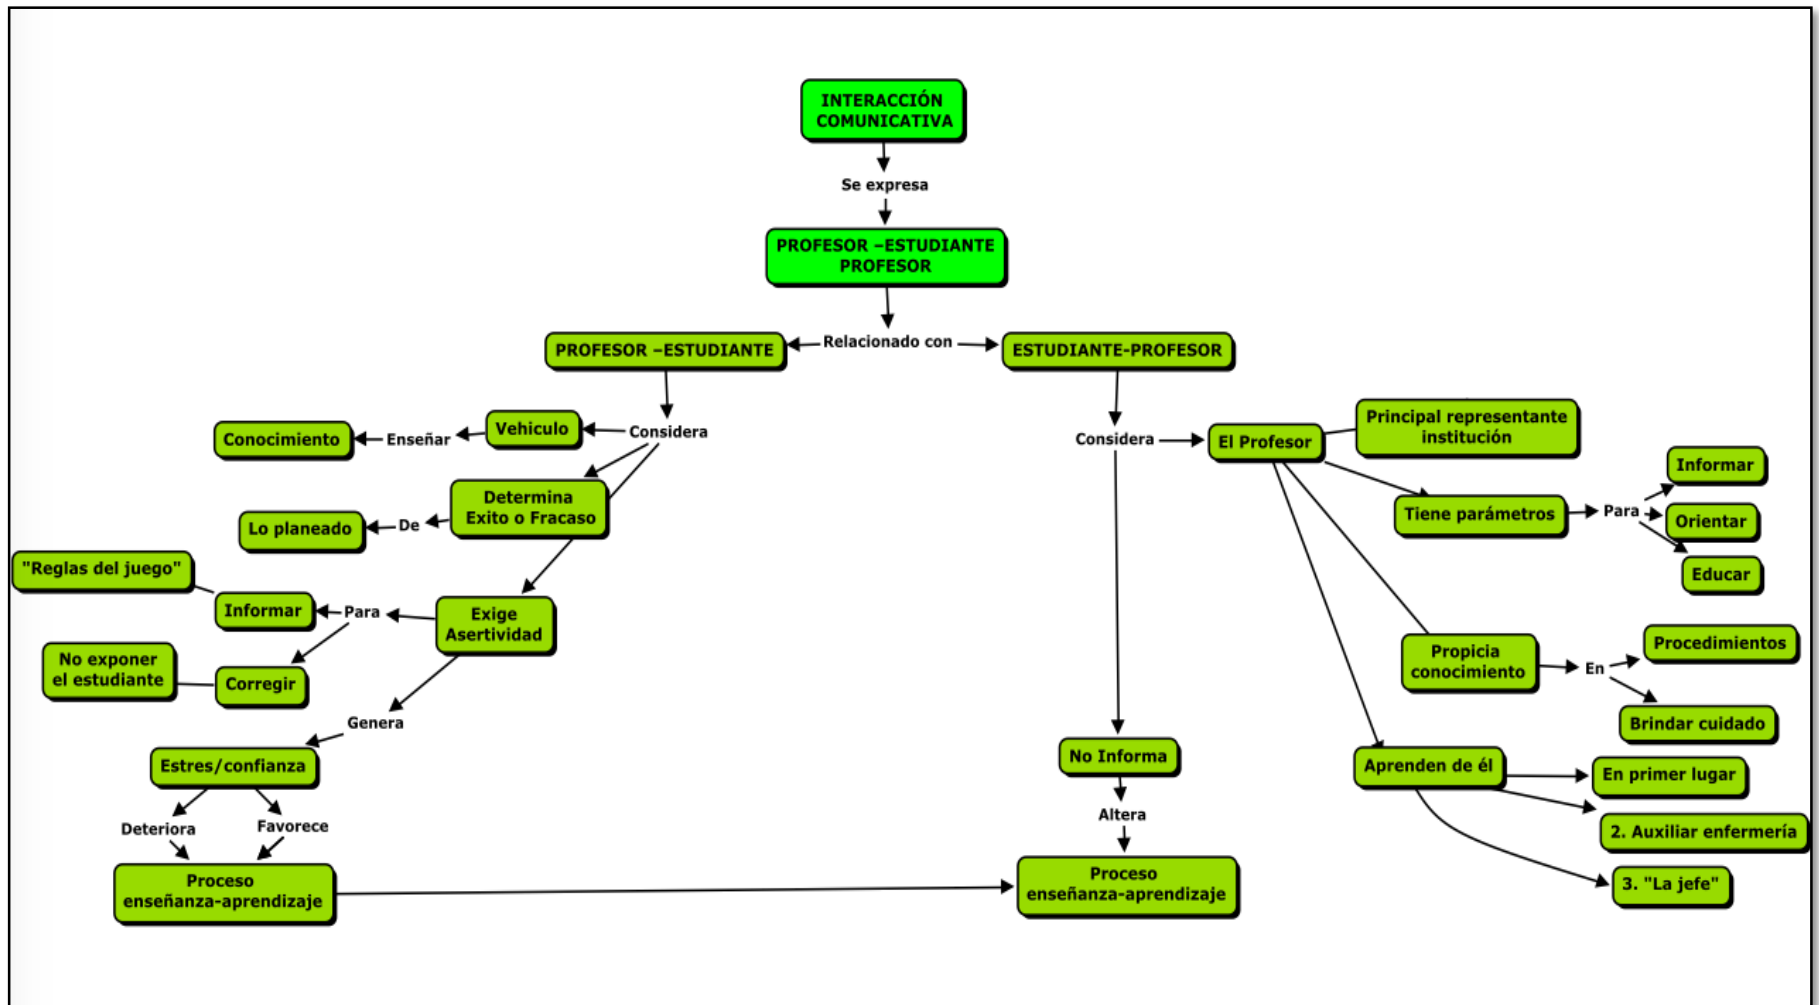 INTERACCIÓN
COMUNICATIVA
Se expresa
PROFESOR –ESTUDIANTE
PROFESOR
Relacionado con
PROFESOR –ESTUDIANTE
ESTUDIANTE-PROFESOR
Considera
Vehiculo
Enseñar
Conocimiento
Determina
Exito o Fracaso
De
Lo planeado
Exige
Asertividad
Para
Informar
"Reglas del juego"
Corregir
No exponer
el estudiante
Genera
Estres/confianza
Deteriora
Favorece
Proceso
enseñanza-aprendizaje
Considera
El Profesor
Principal representante
institución
Tiene parámetros
Para
Informar
Orientar
Educar
Propicia
conocimiento
En
Procedimientos
Brindar cuidado
Aprenden de él
En primer lugar
2. Auxiliar enfermería
3. "La jefe"
No Informa
Altera
Proceso
enseñanza-aprendizaje